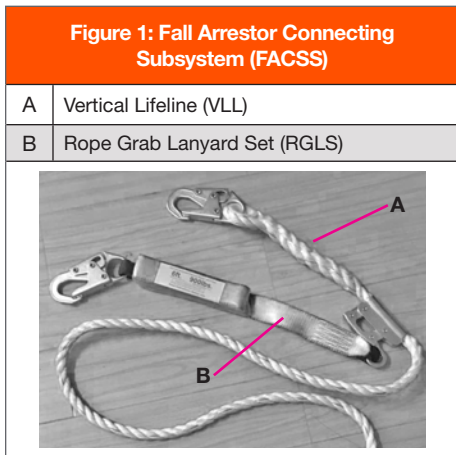 Figure 1: Fall Arrestor Connecting
Subsystem (FACSS)
A Vertical Lifeline (VLL)
B Rope Grab Lanyard Set (RGLS)
A
B